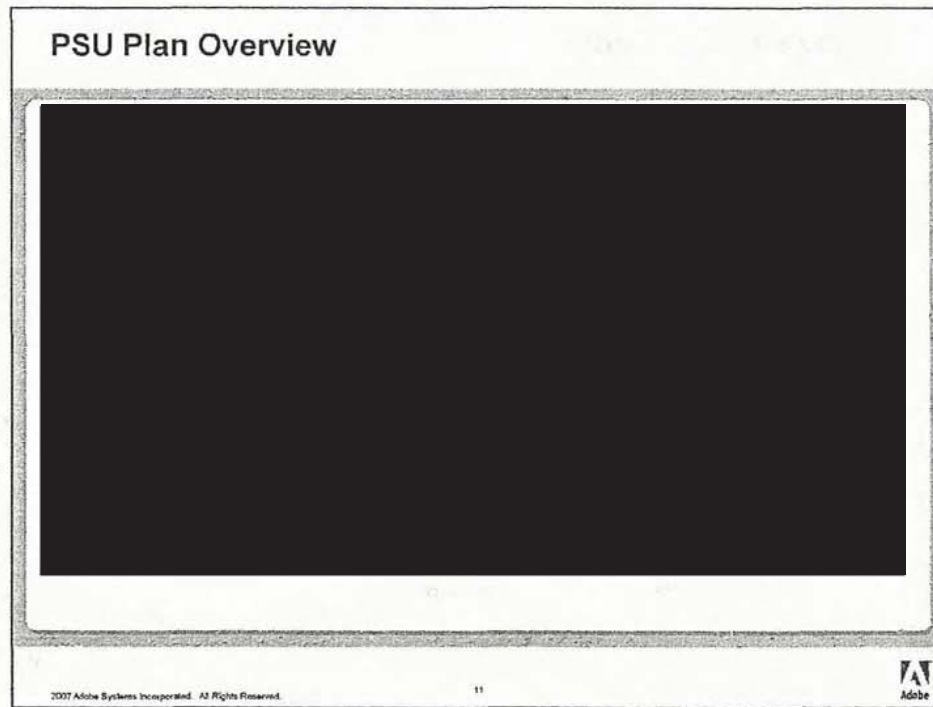 PSU Plan Overview
2007 Adobe Systems Incorporated. All Rights Reserved.
11
Adobe